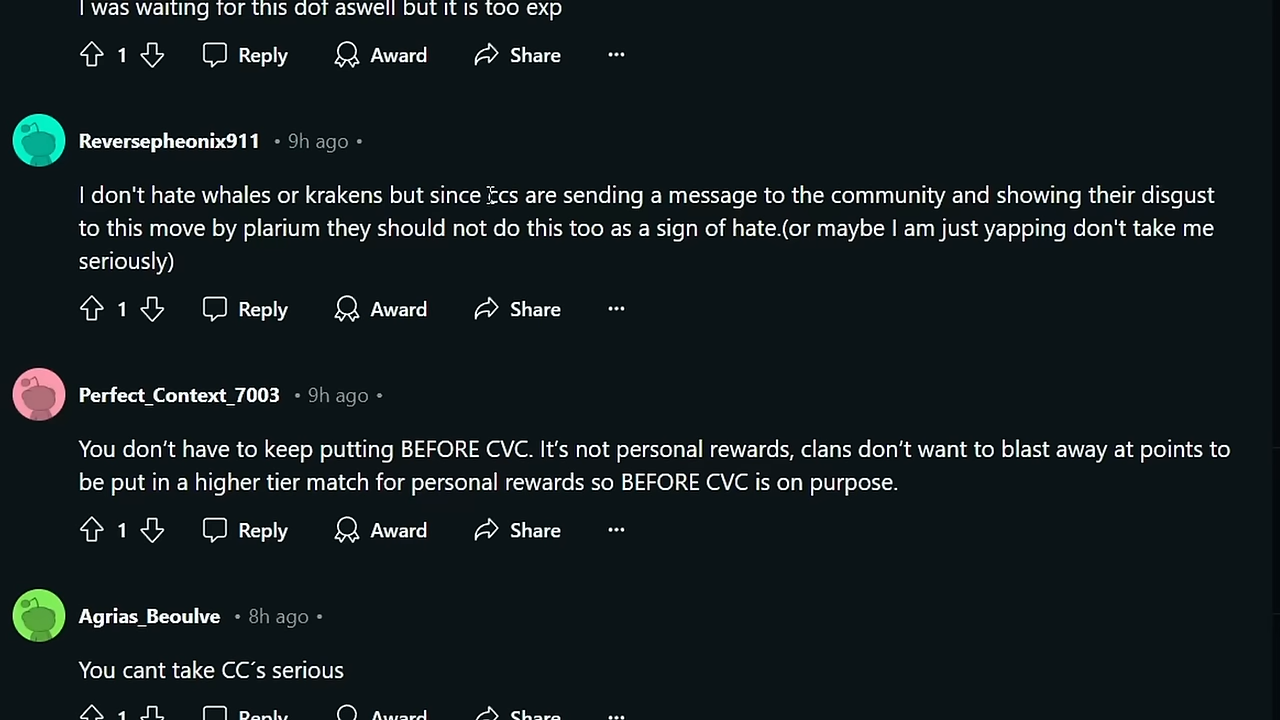 I was waiting for this dof aswell but it is too exp
1 Reply Award Share ...
Reversepheonix911 • 9h ago •
I don't hate whales or krakens but since ccs are sending a message to the community and showing their disgust
to this move by plarium they should not do this too as a sign of hate.(or maybe I am just yapping don't take me
seriously)
1 Reply Award Share ...
Perfect_Context_7003 • 9h ago •
You don’t have to keep putting BEFORE CVC. It’s not personal rewards, clans don’t want to blast away at points to
be put in a higher tier match for personal rewards so BEFORE CVC is on purpose.
1 Reply Award Share ...
Agrias_Beoulve • 8h ago •
You cant take CC´s serious
1 Reply Award Share ...